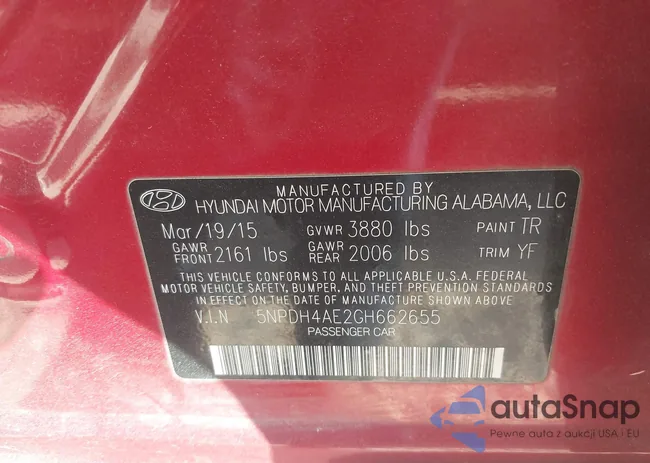 MANUFACTURED BY
HYUNDAI MOTOR MANUFACTURING ALABAMA, LLC
Mar/19/15 GVWR 3880 lbs PAINT TR
GAWR FRONT 2161 lbs GAWR REAR 2006 lbs TRIM YF
THIS VEHICLE CONFORMS TO ALL APPLICABLE U.S.A. FEDERAL
MOTOR VEHICLE SAFETY, BUMPER, AND THEFT PREVENTION STANDARDS
IN EFFECT ON THE DATE OF MANUFACTURE SHOWN ABOVE
V.I.N 5NPDH4AE2GH662655
PASSENGER CAR
autoSnap
Pewne auta z aukcji USA i EU